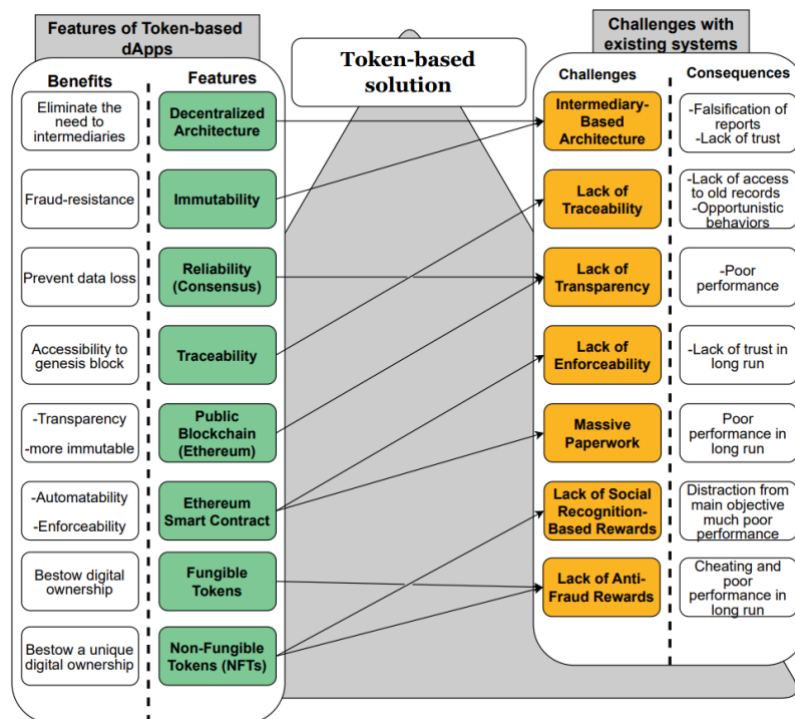 Features of Token-based
dApps
Benefits
Features
Eliminate the
need to
intermediaries
Decentralized
Architecture
Fraud-resistance
Immutability
Prevent data loss
Reliability
(Consensus)
Accessibility to
genesis block
Traceability
-Transparency
-more immutable
Public
Blockchain
(Ethereum)
-Automatability
-Enforceability
Ethereum
Smart Contract
Bestow digital
ownership
Fungible
Tokens
Bestow a unique
digital ownership
Non-Fungible
Tokens (NFTs)
Token-based
solution
Challenges with
existing systems
Challenges
Consequences
Intermediary-
Based
Architecture
-Falsification of
reports
-Lack of trust
Lack of
Traceability
-Lack of access
to old records
-Opportunistic
behaviors
Lack of
Transparency
-Poor
performance
Lack of
Enforceability
-Lack of trust in
long run
Massive
Paperwork
Poor
performance in
long run
Lack of Social
Recognition-
Based Rewards
Distraction from
main objective
much poor
performance
Lack of Anti-
Fraud Rewards
Cheating and
poor
performance in
long run